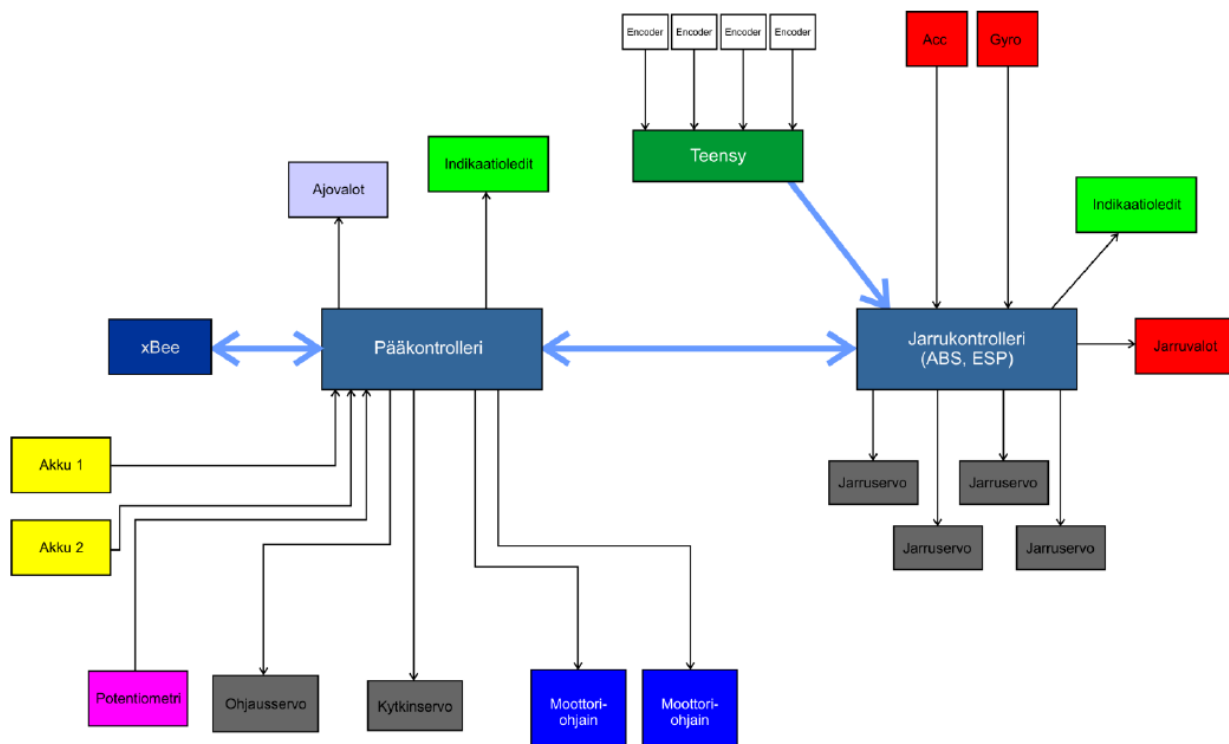 Encoder
Encoder
Encoder
Encoder
Acc
Gyro
Teensy
Indikaatioledit
Ajovalot
Indikaatioledit
xBee
Pääkontrolleri
Jarrukontrolleri
(ABS, ESP)
Jarruvalot
Akku 1
Jarruservo
Jarruservo
Akku 2
Jarruservo
Jarruservo
Potentiometri
Ohjausservo
Kytkinservo
Moottori-
ohjain
Moottori-
ohjain